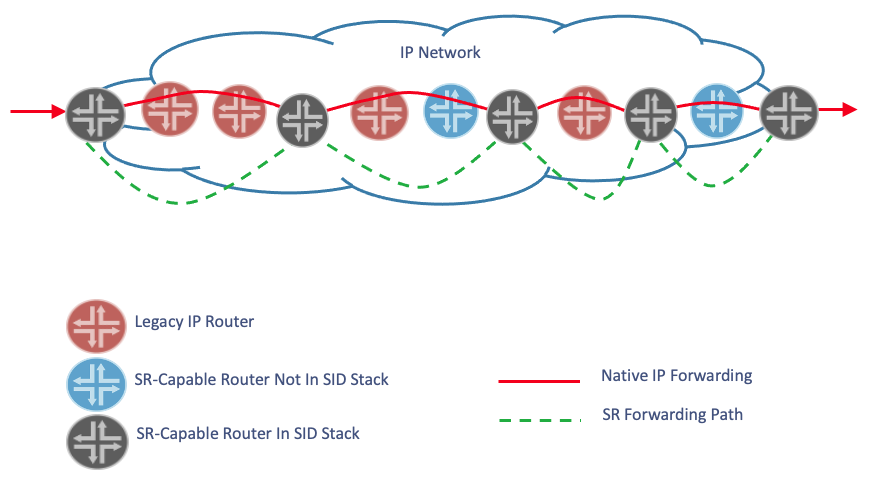 IP Network
Legacy IP Router
SR-Capable Router Not In SID Stack
Native IP Forwarding
SR Forwarding Path
SR-Capable Router In SID Stack